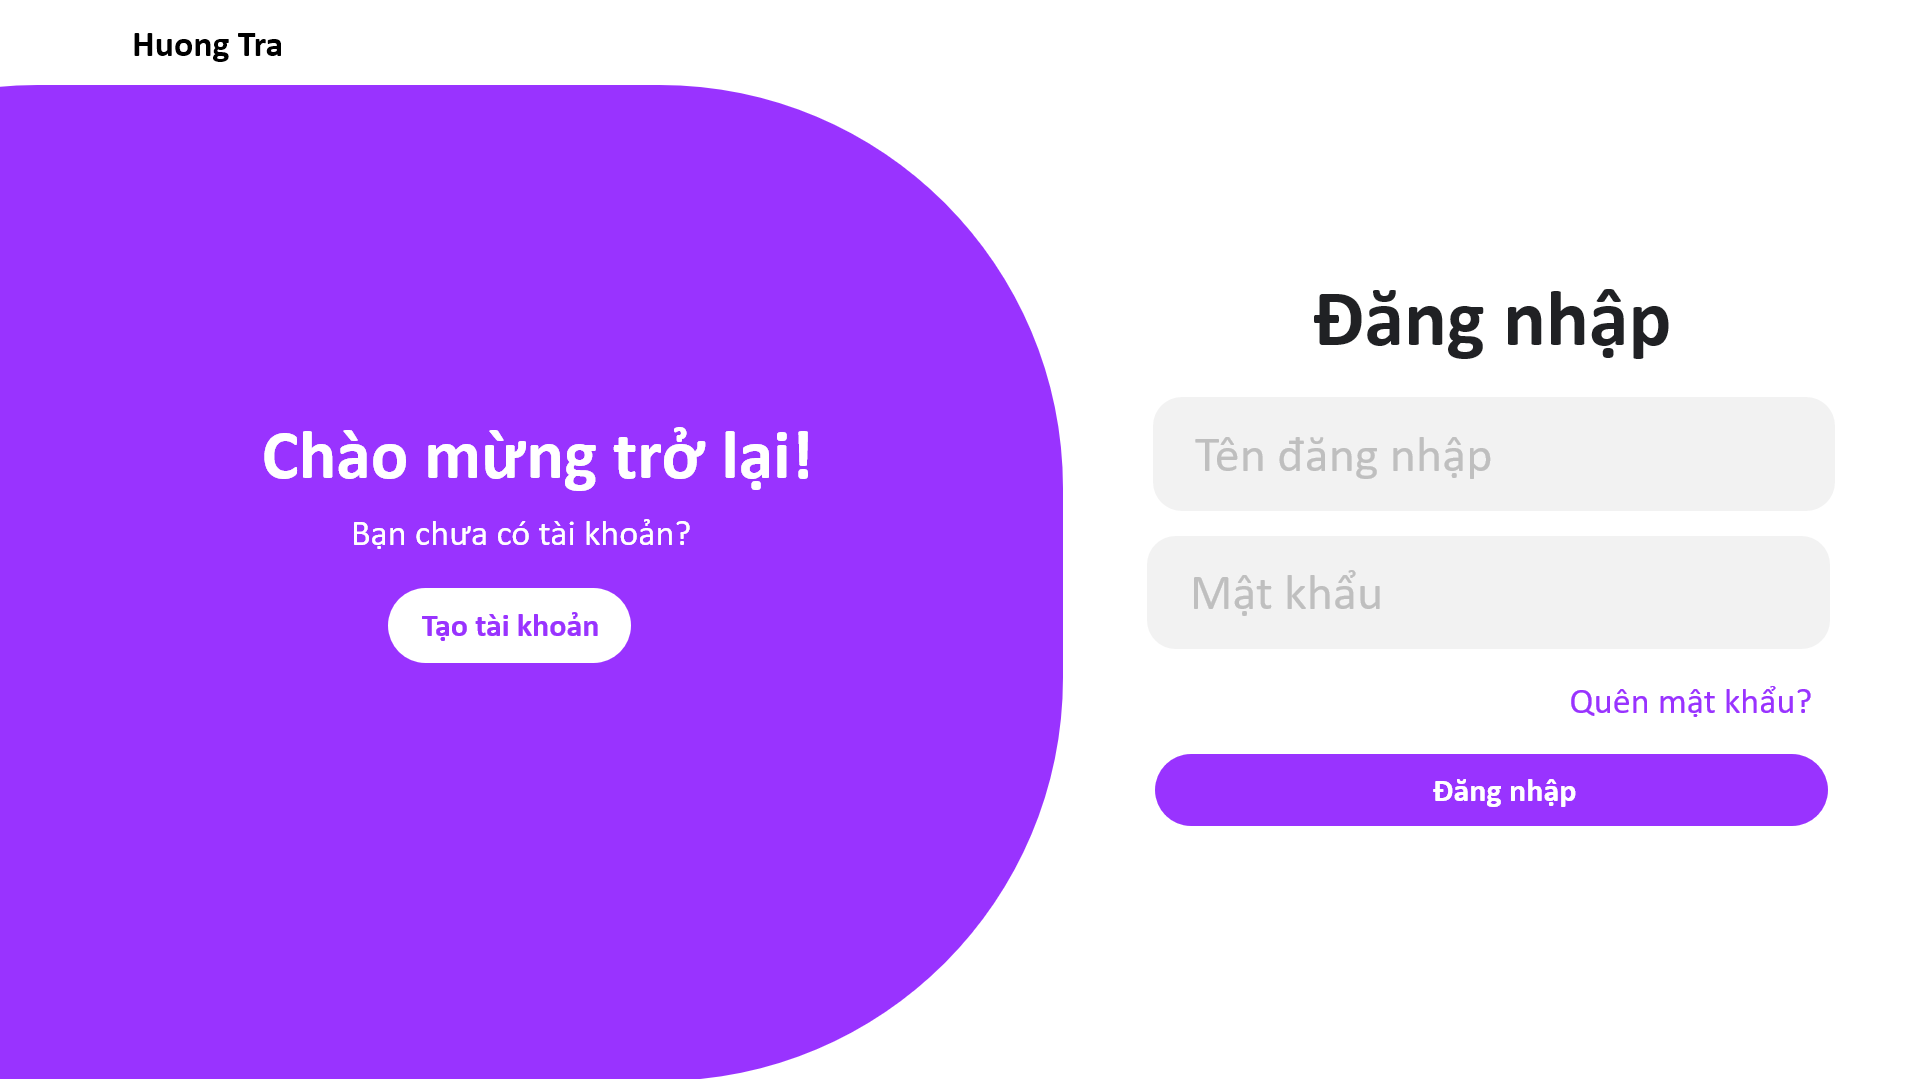 Huong Tra
Chào mừng trở lại!
Bạn chưa có tài khoản?
Tạo tài khoản
Đăng nhập
Tên đăng nhập
Mật khẩu
Quên mật khẩu?
Đăng nhập